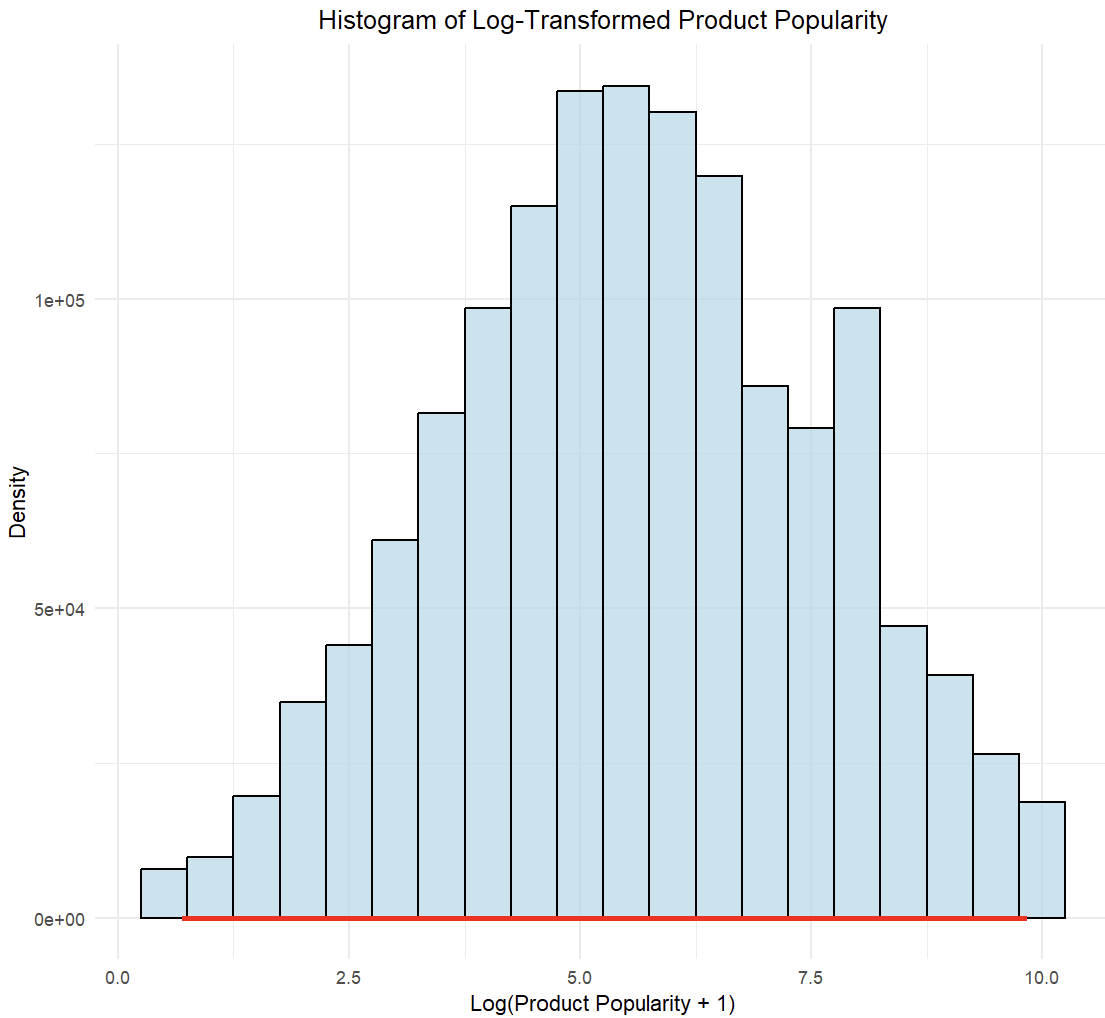 Histogram of Log-Transformed Product Popularity
Density
1e+05
5e+04
0e+00
0.0 2.5 5.0 7.5 10.0
Log(Product Popularity + 1)